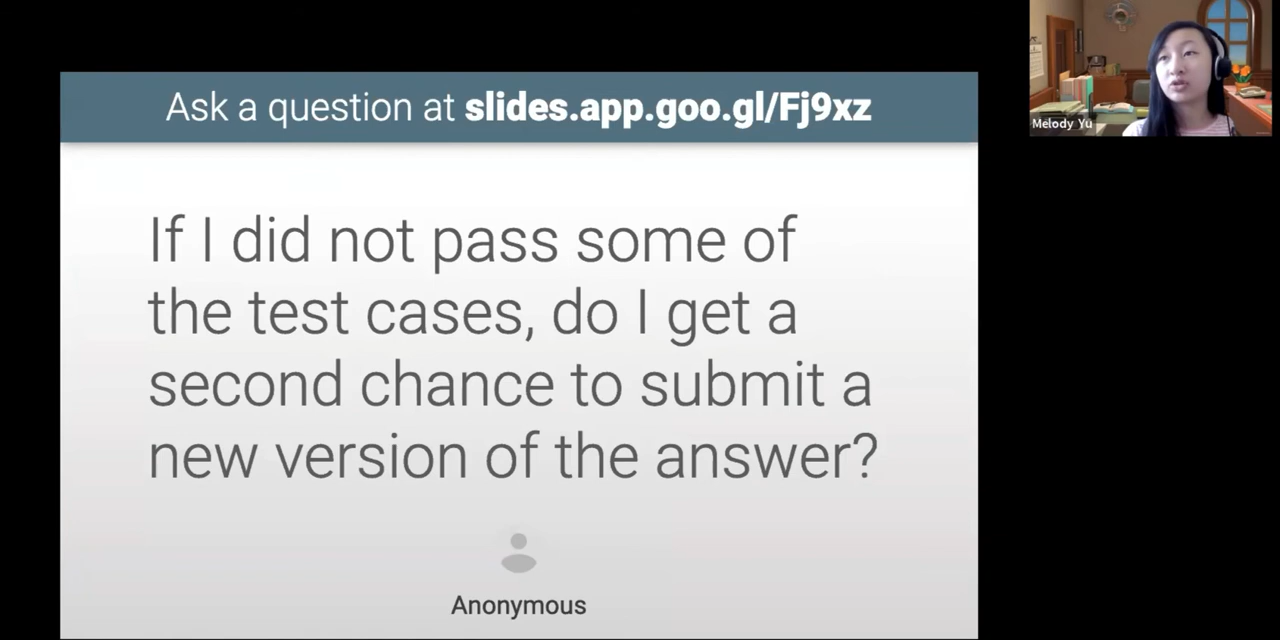 Ask a question at slides.app.goo.gl/Fj9xz
If I did not pass some of
the test cases, do I get a
second chance to submit a
new version of the answer?
Anonymous
Melody Yu